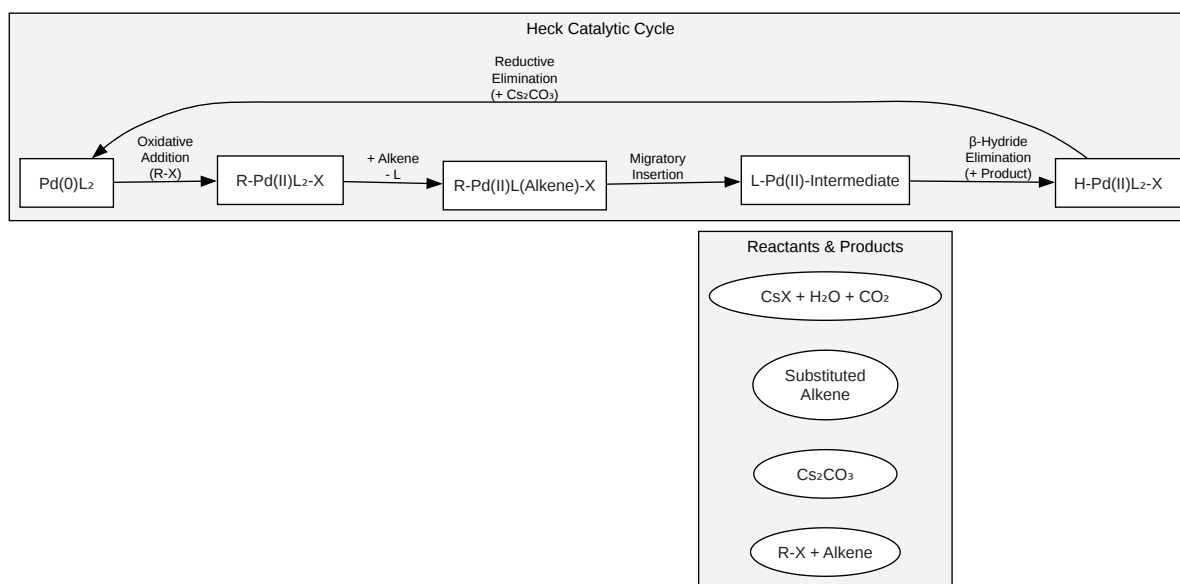 Heck Catalytic Cycle
Reductive
Elimination
(+ Cs₂CO₃)
Pd(0)L₂
Oxidative
Addition
(R-X)
R-Pd(II)L₂-X
+ Alkene
- L
R-Pd(II)L(Alkene)-X
Migratory
Insertion
L-Pd(II)-Intermediate
β-Hydride
Elimination
(+ Product)
H-Pd(II)L₂-X
Reactants & Products
CsX + H₂O + CO₂
Substituted
Alkene
Cs₂CO₃
R-X + Alkene